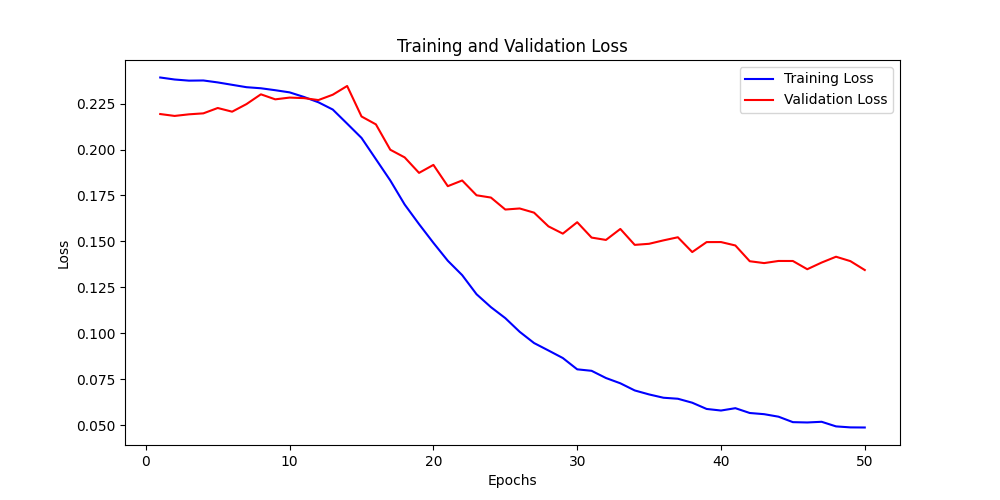 Training and Validation Loss
Training Loss
Validation Loss
Loss
0.225
0.200
0.175
0.150
0.125
0.100
0.075
0.050
0 10 20 30 40 50
Epochs